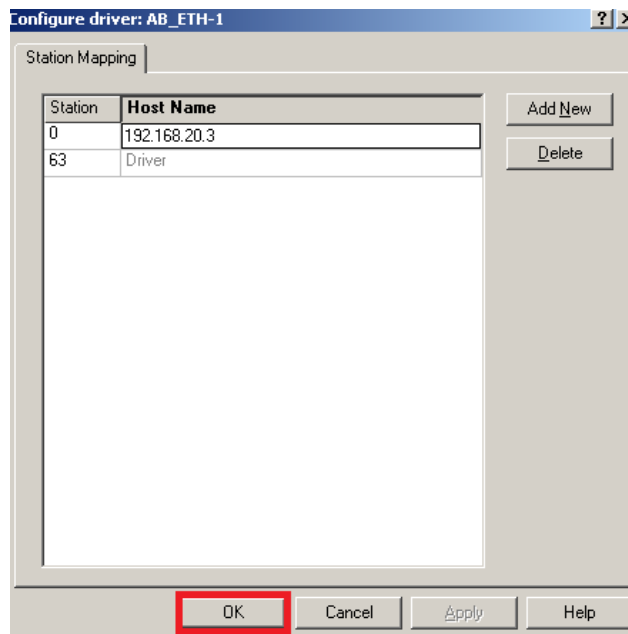 Configure driver: AB_ETH-1
Station Mapping
Station Host Name
0 192.168.20.3
63 Driver
Add New
Delete
OK Cancel Apply Help